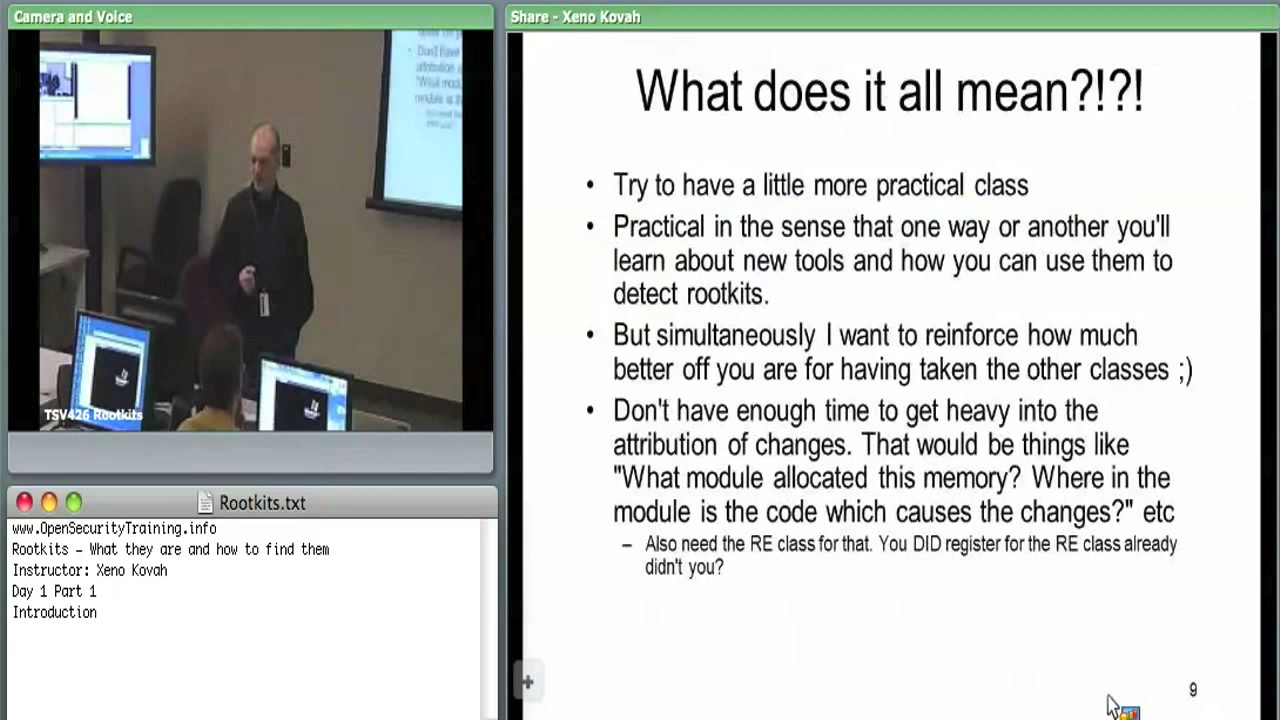 Camera and Voice
TSV426 Rootkits
Rootkits.txt
www.OpenSecurityTraining.info
Rootkits – What they are and how to find them
Instructor: Xeno Kovah
Day 1 Part 1
Introduction
Share - Xeno Kovah
What does it all mean?!?!
• Try to have a little more practical class
• Practical in the sense that one way or another you'll
learn about new tools and how you can use them to
detect rootkits.
• But simultaneously I want to reinforce how much
better off you are for having taken the other classes ;)
• Don't have enough time to get heavy into the
attribution of changes. That would be things like
"What module allocated this memory? Where in the
module is the code which causes the changes?" etc
– Also need the RE class for that. You DID register for the RE class already
didn't you?
9